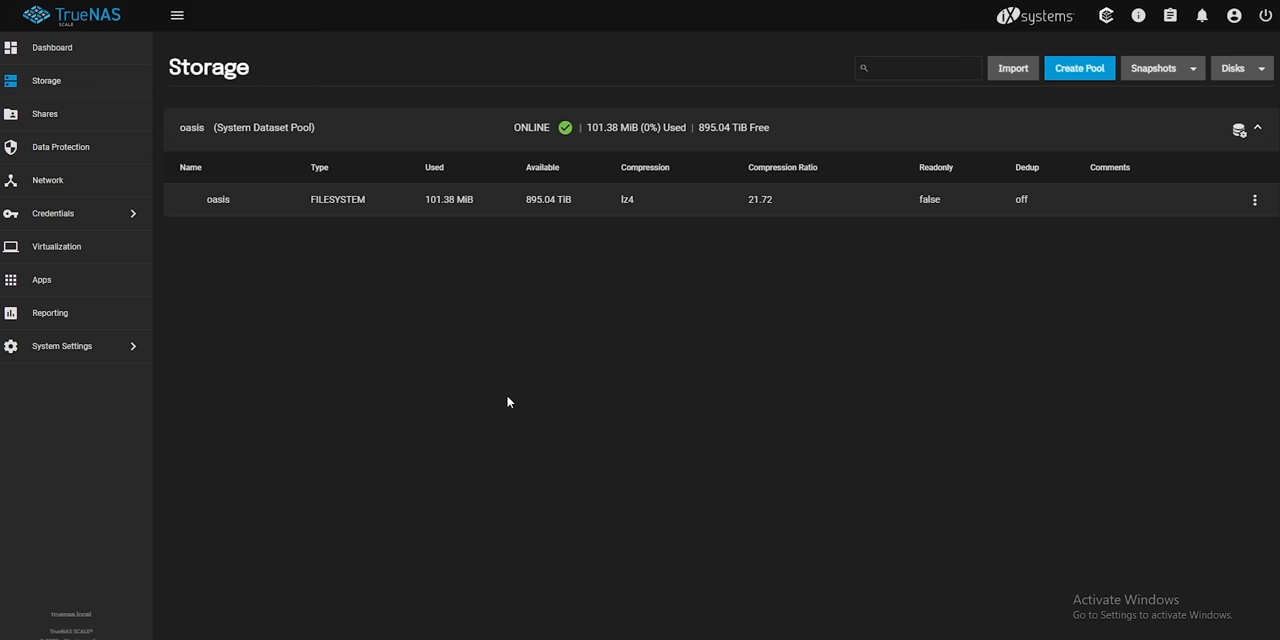 TrueNAS
SCALE
iXsystems
Dashboard
Storage
Shares
Data Protection
Network
Credentials
Virtualization
Apps
Reporting
System Settings
truenas.local
TrueNAS SCALE®
Storage
Import
Create Pool
Snapshots
Disks
oasis (System Dataset Pool)
ONLINE | 101.38 MiB (0%) Used | 895.04 TiB Free
Name Type Used Available Compression Compression Ratio Readonly Dedup Comments
oasis FILESYSTEM 101.38 MiB 895.04 TiB lz4 21.72 false off
Activate Windows
Go to Settings to activate Windows.